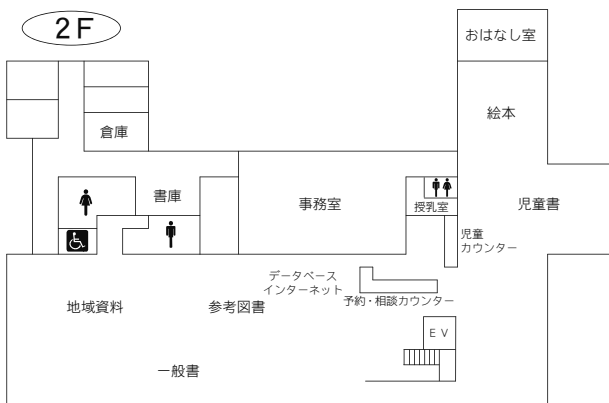 2F
おはなし室
絵本
倉庫
書庫
事務室
授乳室
児童書
児童
カウンター
データベース
インターネット
予約・相談カウンター
地域資料
参考図書
EV
一般書